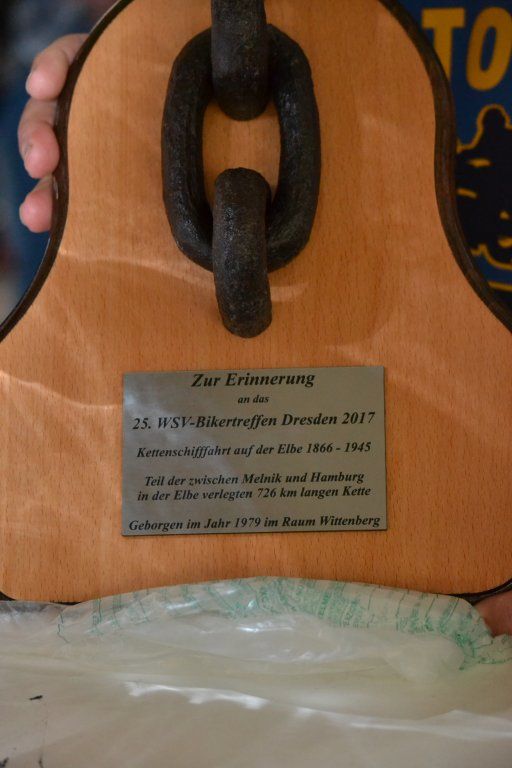 TO
Zur Erinnerung
an das
25. WSV-Bikertreffen Dresden 2017
Kettenschifffahrt auf der Elbe 1866 - 1945
Teil der zwischen Melnik und Hamburg
in der Elbe verlegten 726 km langen Kette
Geborgen im Jahr 1979 im Raum Wittenberg